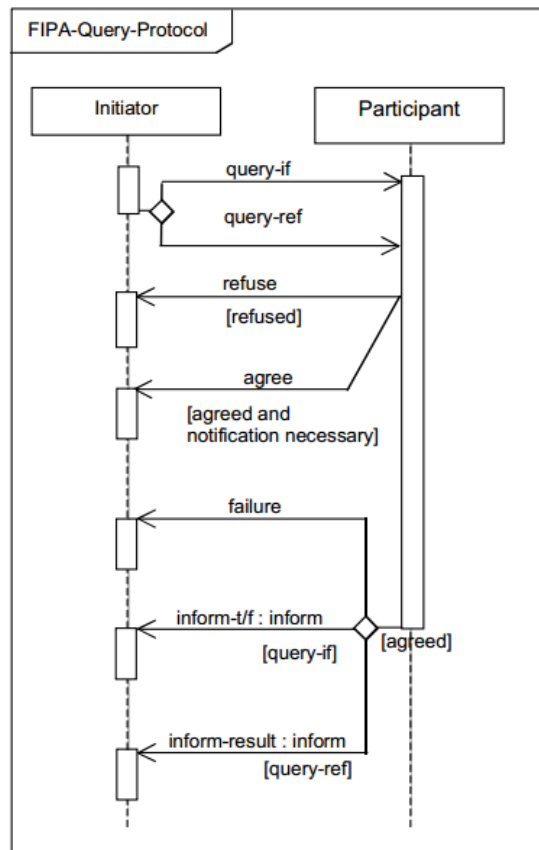 FIPA-Query-Protocol
Initiator
Participant
query-if
query-ref
refuse
[refused]
agree
[agreed and
notification necessary]
failure
inform-t/f : inform
[query-if]
[agreed]
inform-result : inform
[query-ref]